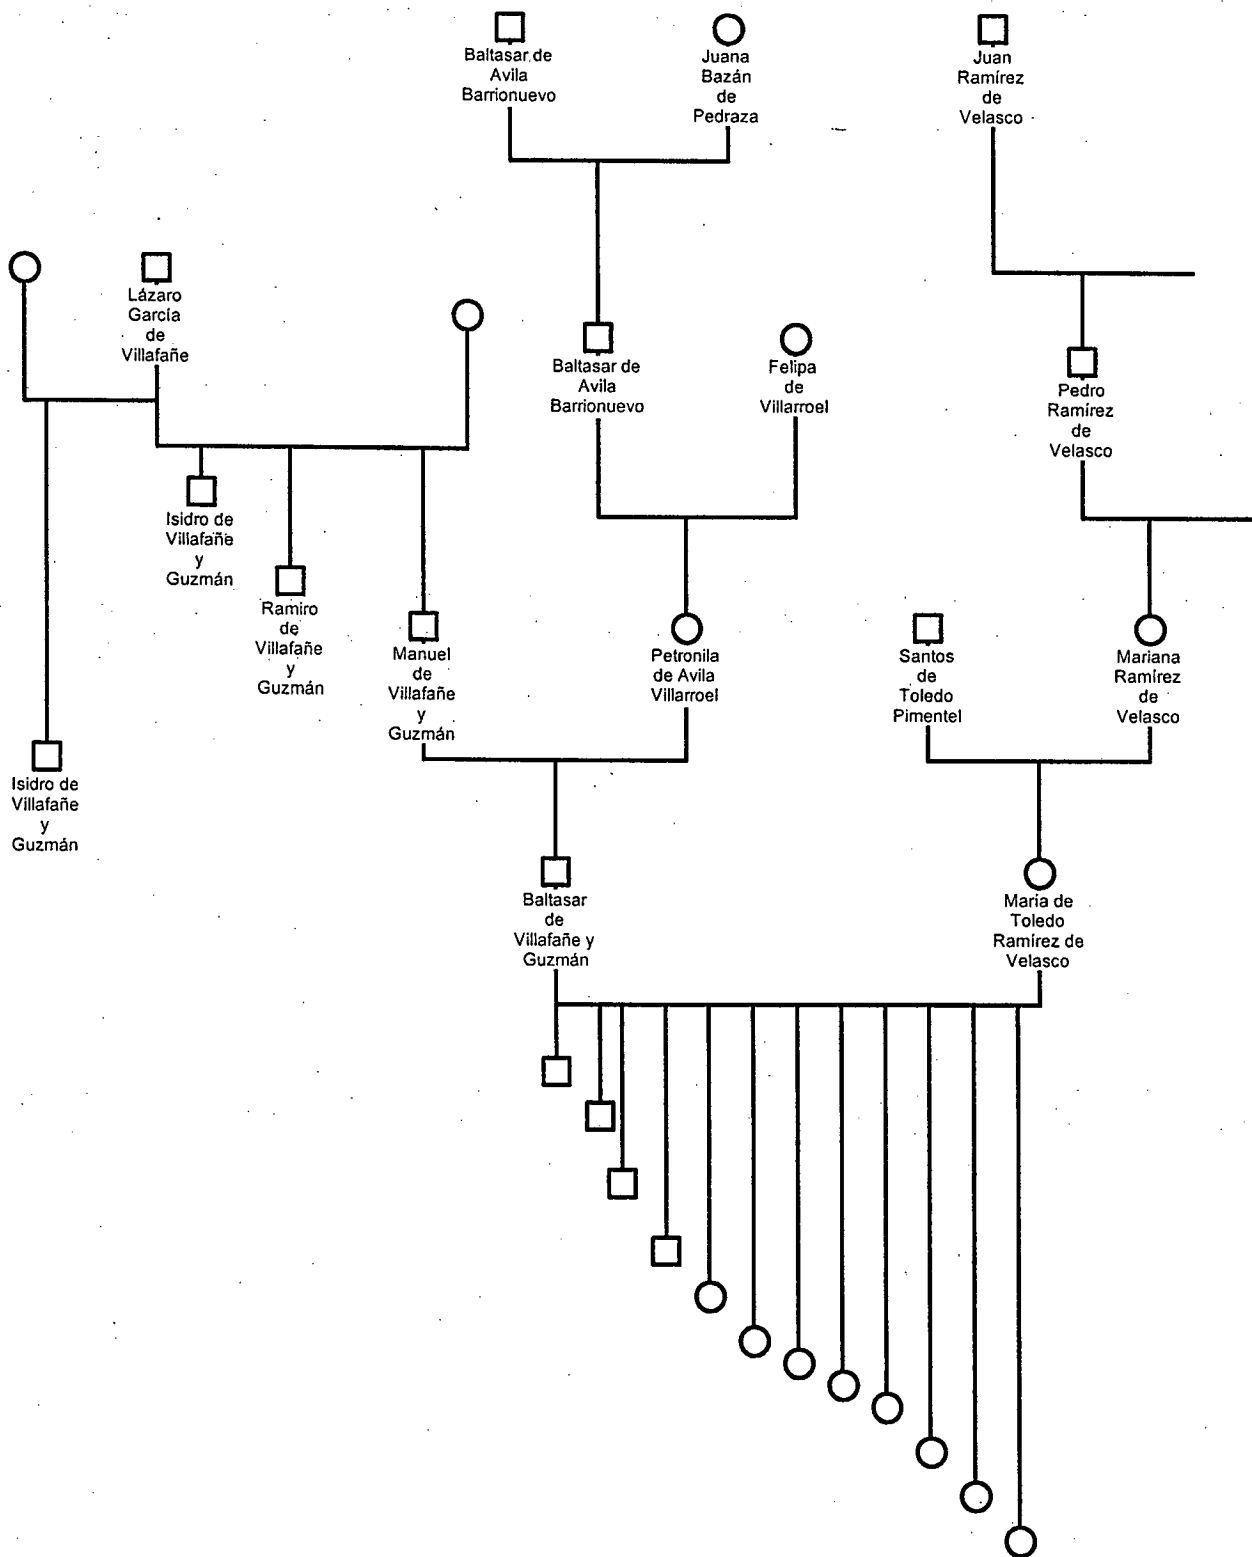 Baltasar de
Avila
Barrionuevo
Juana
Bazán
de
Pedraza
Juan
Ramírez
de
Velasco
Lázaro
García
de
Villafañe
Baltasar de
Avila
Barrionuevo
Felipa
de
Villarroel
Pedro
Ramírez
de
Velasco
Isidro de
Villafañe
y
Guzmán
Ramiro
de
Villafañe
y
Guzmán
Manuel
de
Villafañe
y
Guzmán
Petronila
de Avila
Villarroel
Santos
de
Toledo
Pimentel
Mariana
Ramírez
de
Velasco
Isidro de
Villafañe
y
Guzmán
Baltasar
de
Villafañe y
Guzmán
María de
Toledo
Ramírez de
Velasco